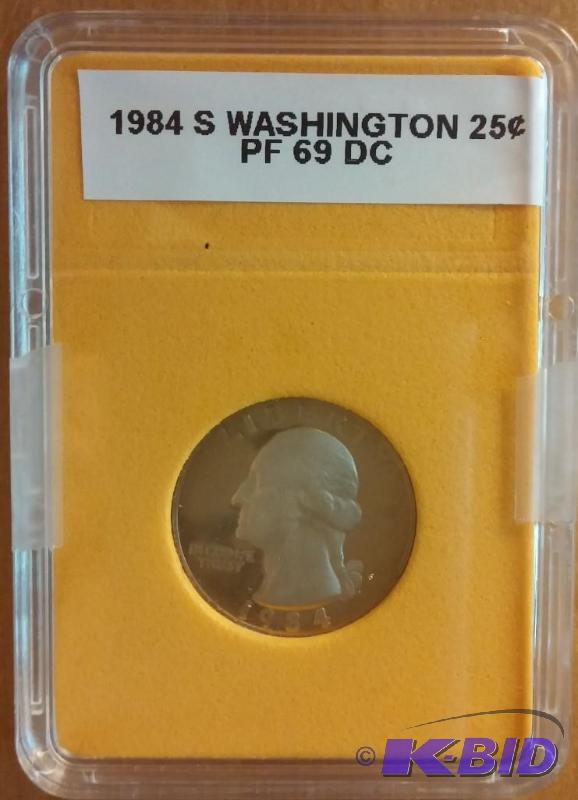 1984 S WASHINGTON 25¢
PF 69 DC
LIBERTY
IN GOD WE
TRUST
1984
© K-BID